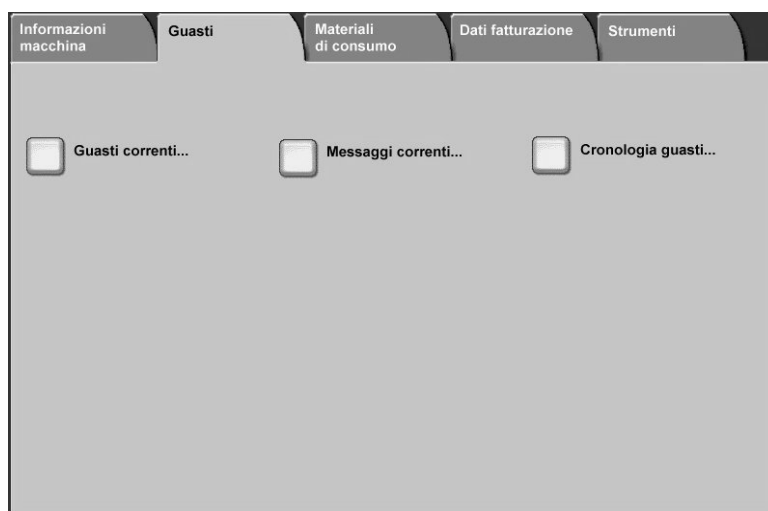 Informazioni
macchina
Guasti
Materiali
di consumo
Dati fatturazione
Strumenti
Guasti correnti...
Messaggi correnti...
Cronologia guasti...